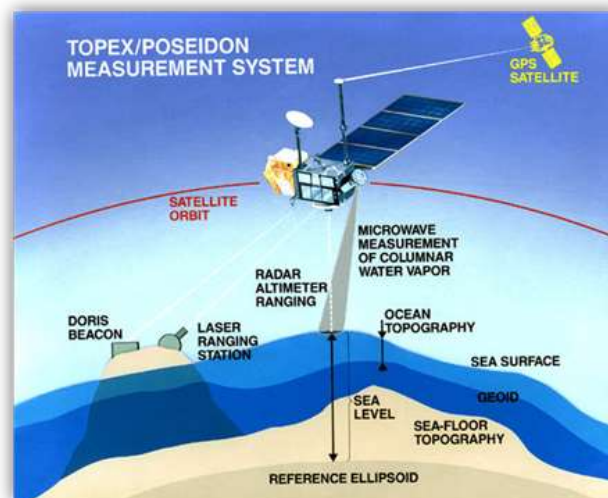 TOPEX/POSEIDON
MEASUREMENT SYSTEM
GPS
SATELLITE
SATELLITE
ORBIT
MICROWAVE
MEASUREMENT
OF COLUMNAR
WATER VAPOR
RADAR
ALTIMETER
RANGING
DORIS
BEACON
LASER
RANGING
STATION
OCEAN
TOPOGRAPHY
SEA SURFACE
GEOID
SEA
LEVEL
SEA-FLOOR
TOPOGRAPHY
REFERENCE ELLIPSOID